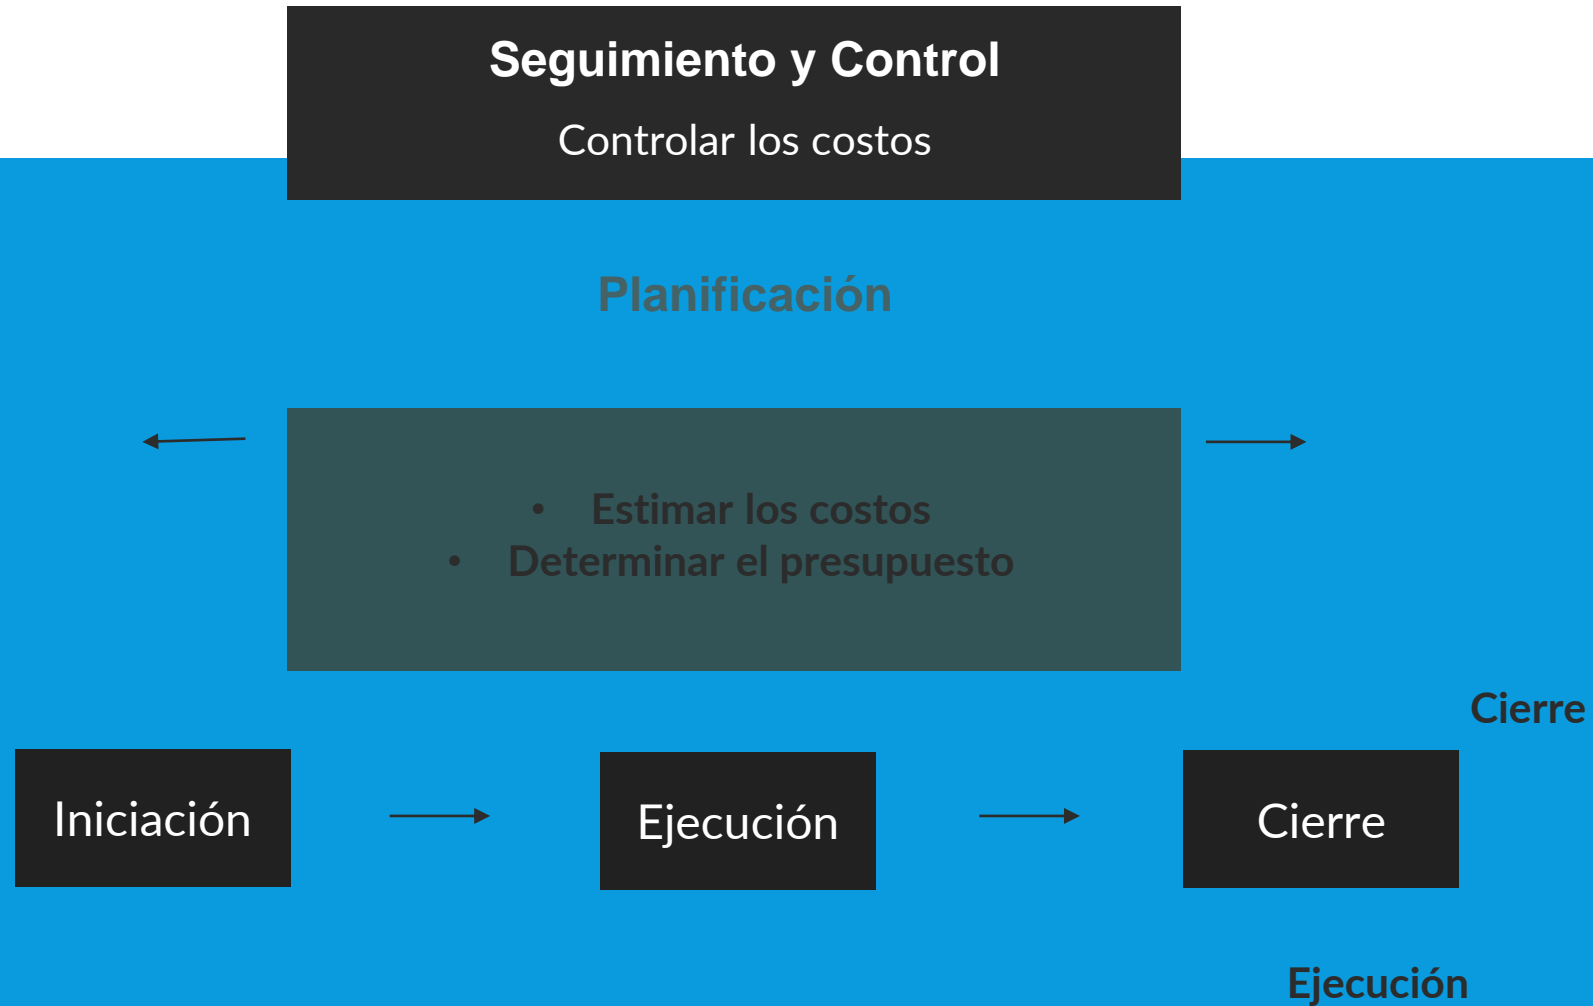 Seguimiento y Control
Controlar los costos
Planificación
• Estimar los costos
• Determinar el presupuesto
Cierre
Iniciación
Ejecución
Cierre
Ejecución